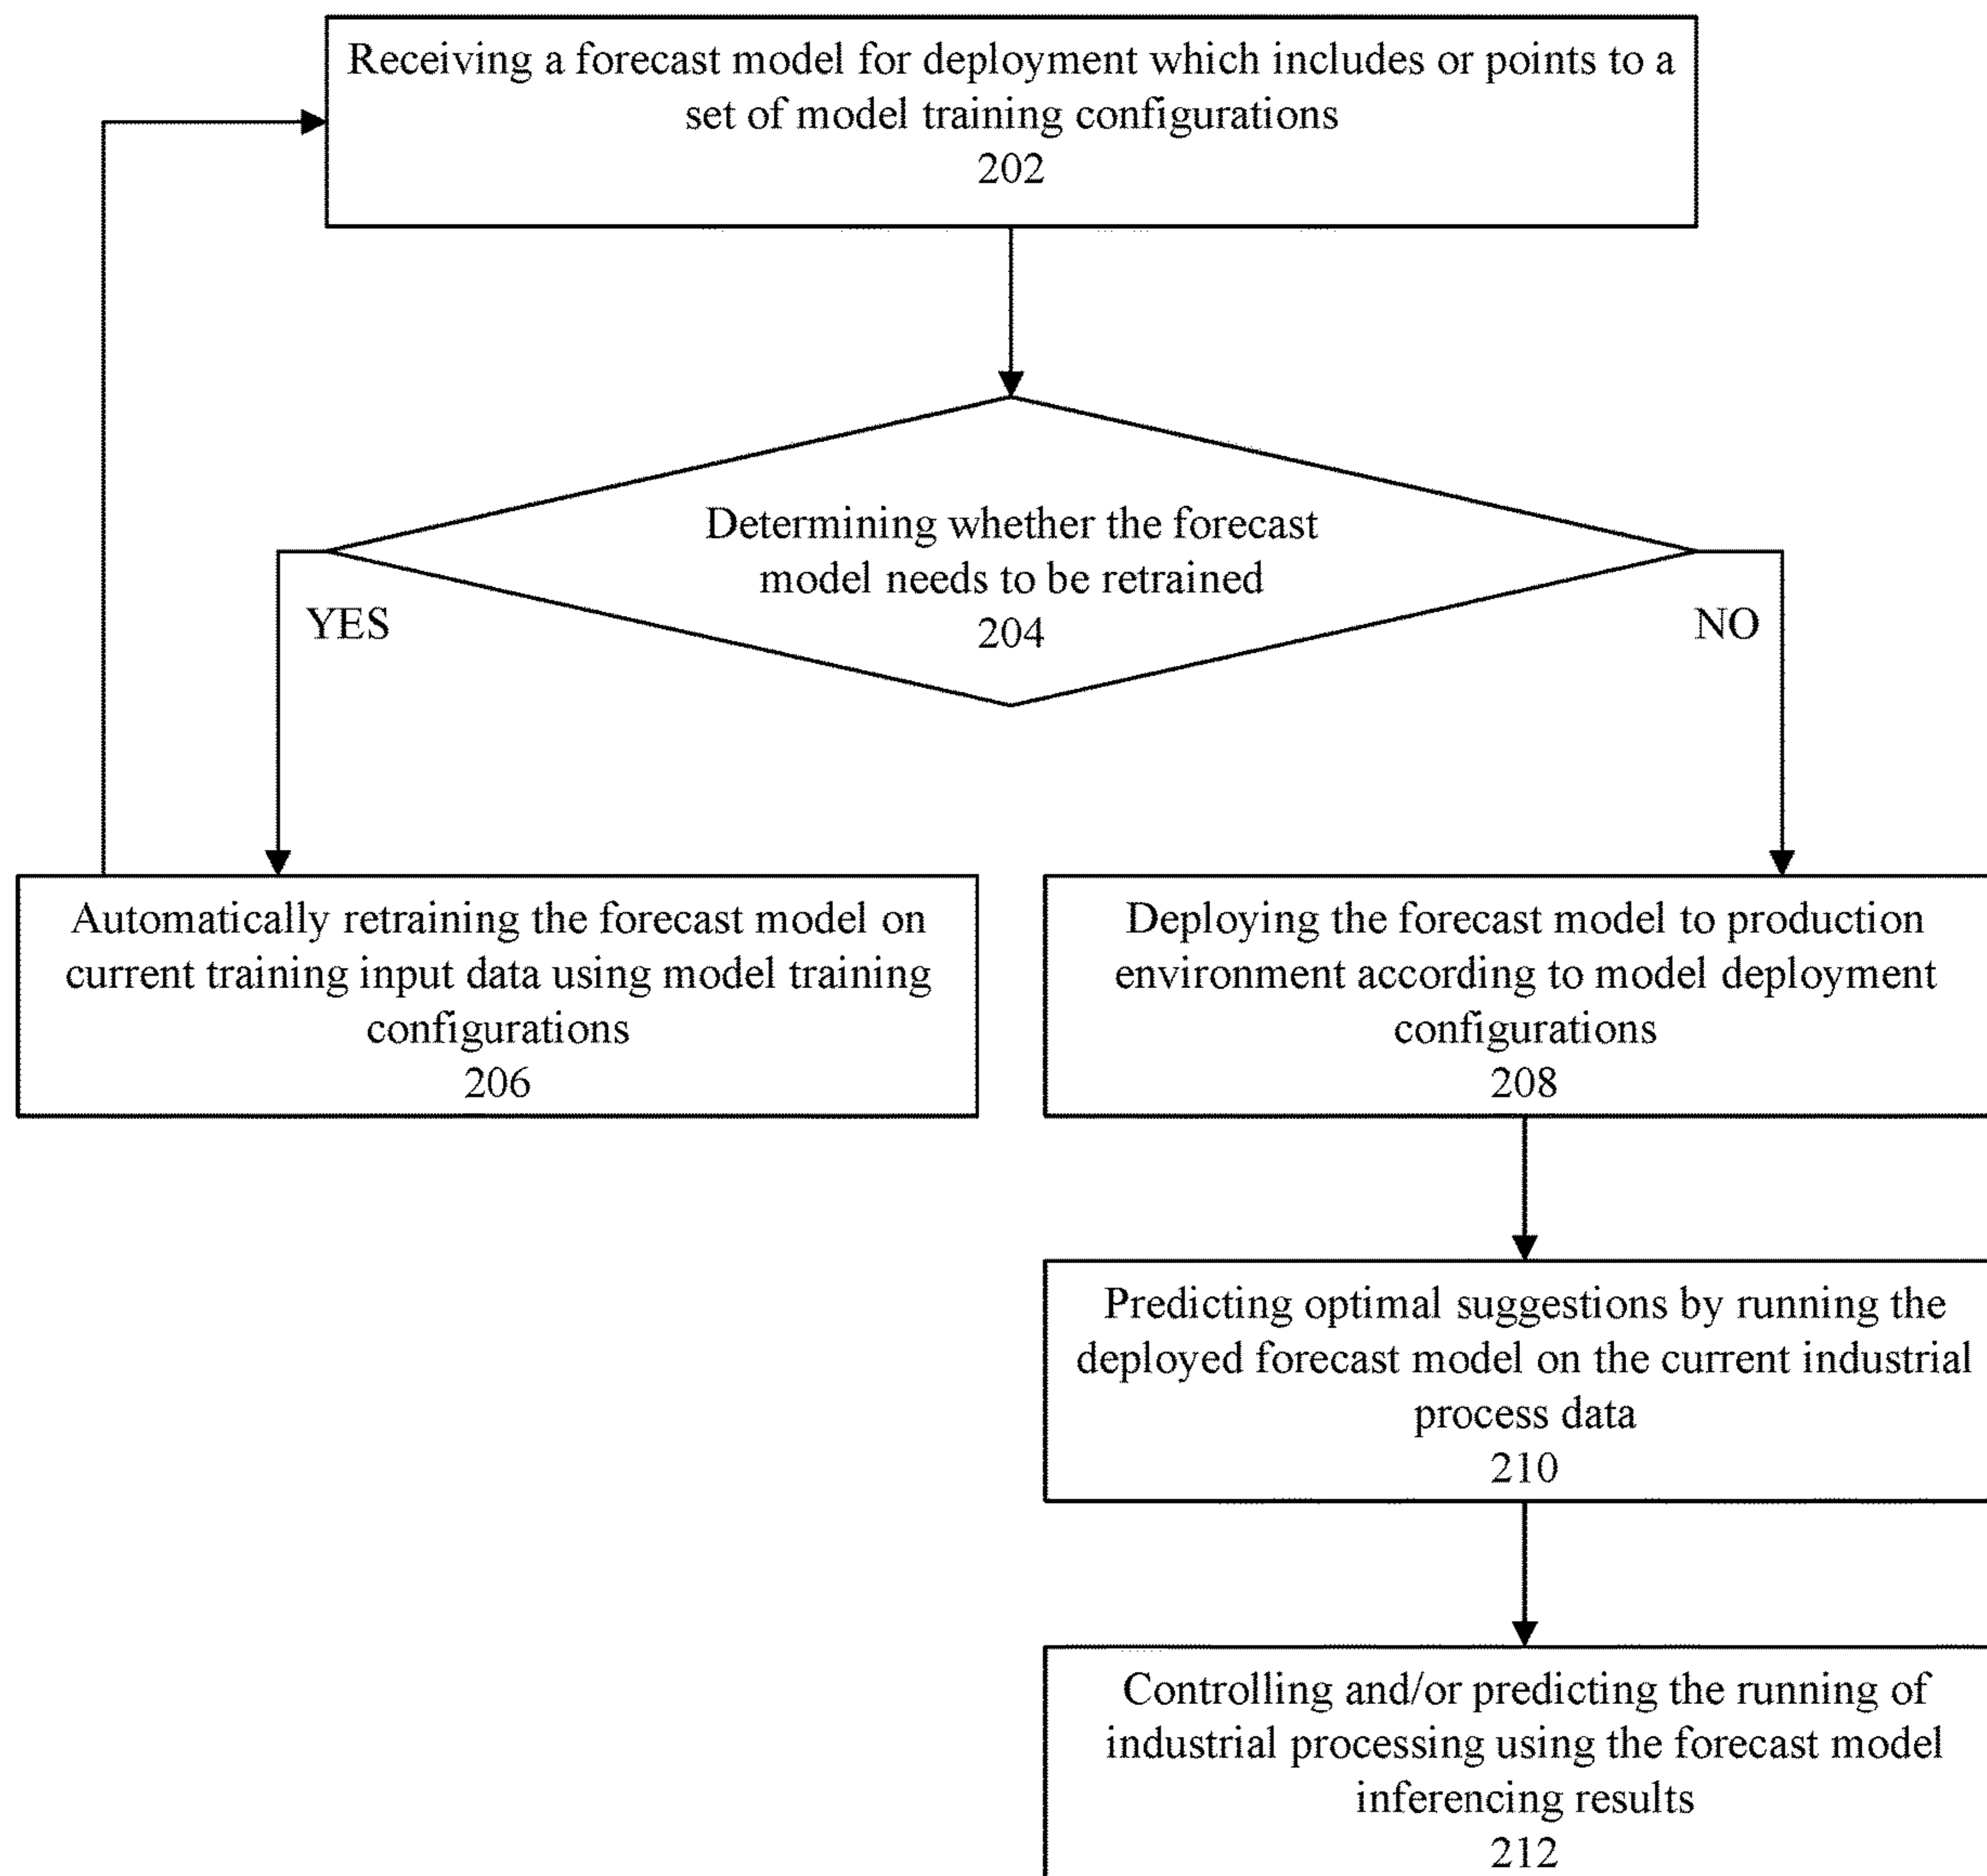 Receiving a forecast model for deployment which includes or points to a
set of model training configurations
202
Determining whether the forecast
model needs to be retrained
204
YES
NO
Automatically retraining the forecast model on
current training input data using model training
configurations
206
Deploying the forecast model to production
environment according to model deployment
configurations
208
Predicting optimal suggestions by running the
deployed forecast model on the current industrial
process data
210
Controlling and/or predicting the running of
industrial processing using the forecast model
inferencing results
212